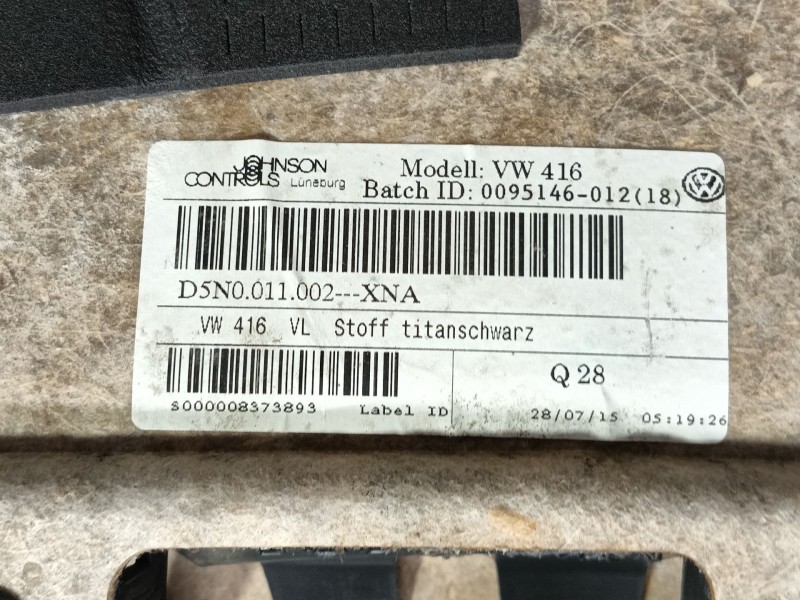 JOHNSON
CONTROLS Lüneburg
Modell: VW 416
Batch ID: 0095146-012(18)
D5N0.011.002---XNA
VW 416 VL Stoff titanschwarz
Q 28
S000008373893 Label ID
28/07/15 05:19:26